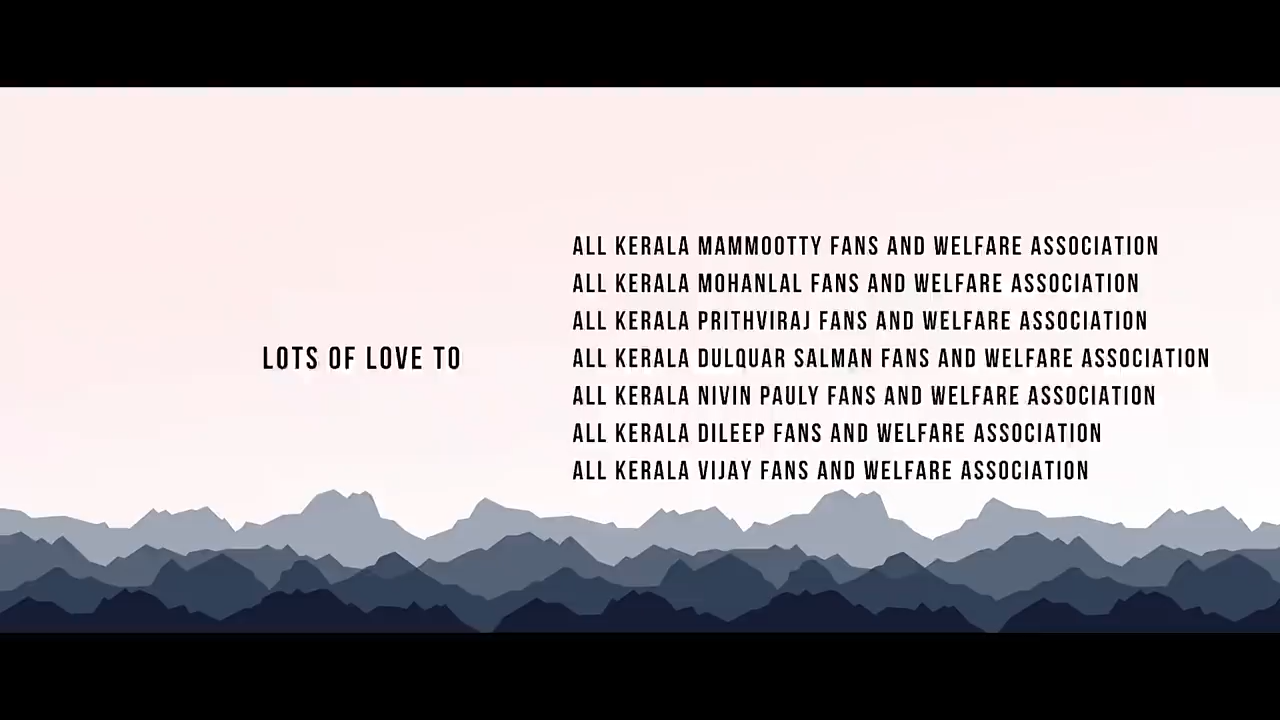 LOTS OF LOVE TO
ALL KERALA MAMMOOTTY FANS AND WELFARE ASSOCIATION
ALL KERALA MOHANLAL FANS AND WELFARE ASSOCIATION
ALL KERALA PRITHVIRAJ FANS AND WELFARE ASSOCIATION
ALL KERALA DULQUAR SALMAN FANS AND WELFARE ASSOCIATION
ALL KERALA NIVIN PAULY FANS AND WELFARE ASSOCIATION
ALL KERALA DILEEP FANS AND WELFARE ASSOCIATION
ALL KERALA VIJAY FANS AND WELFARE ASSOCIATION